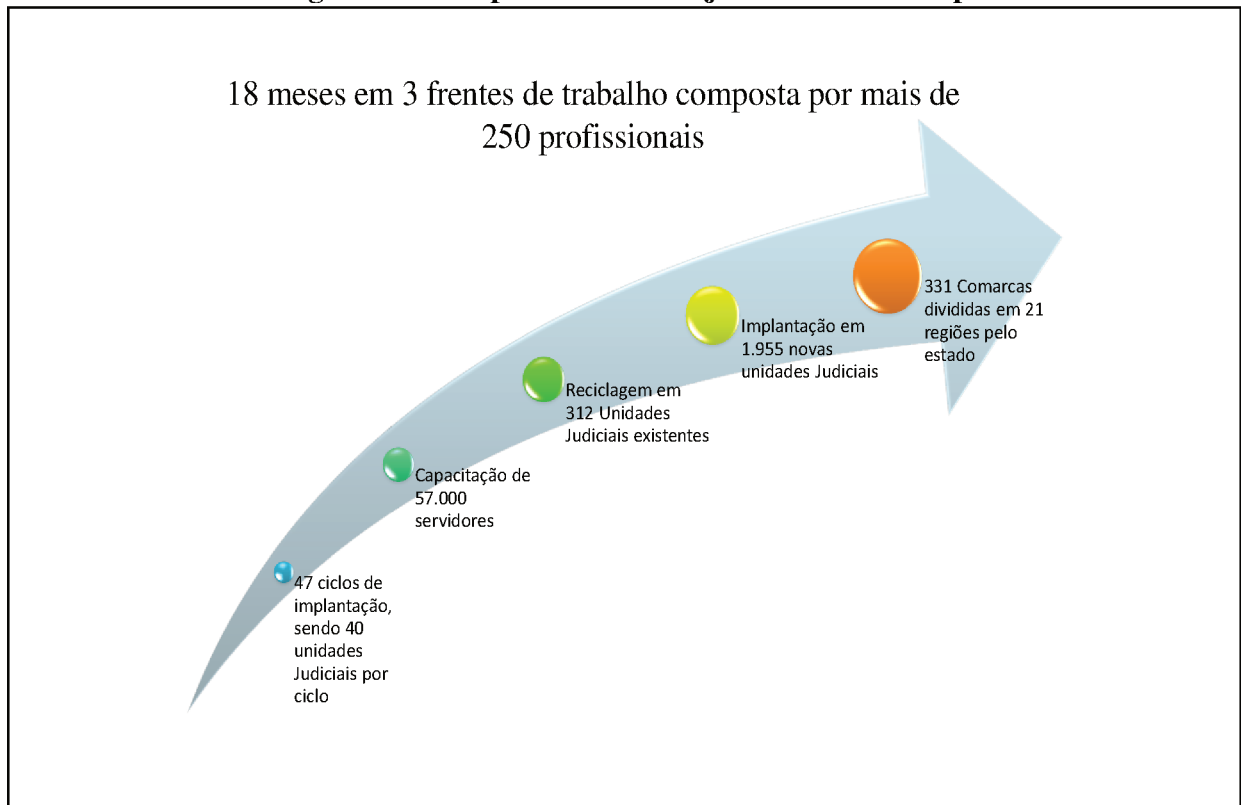 18 meses em 3 frentes de trabalho composta por mais de
250 profissionais
331 Comarcas
divididas em 21
regiões pelo
estado
Implantação em
1.955 novas
unidades Judiciais
Reciclagem em
312 Unidades
Judiciais existentes
Capacitação de
57.000
servidores
47 ciclos de
implantação,
sendo 40
unidades
Judiciais por
ciclo